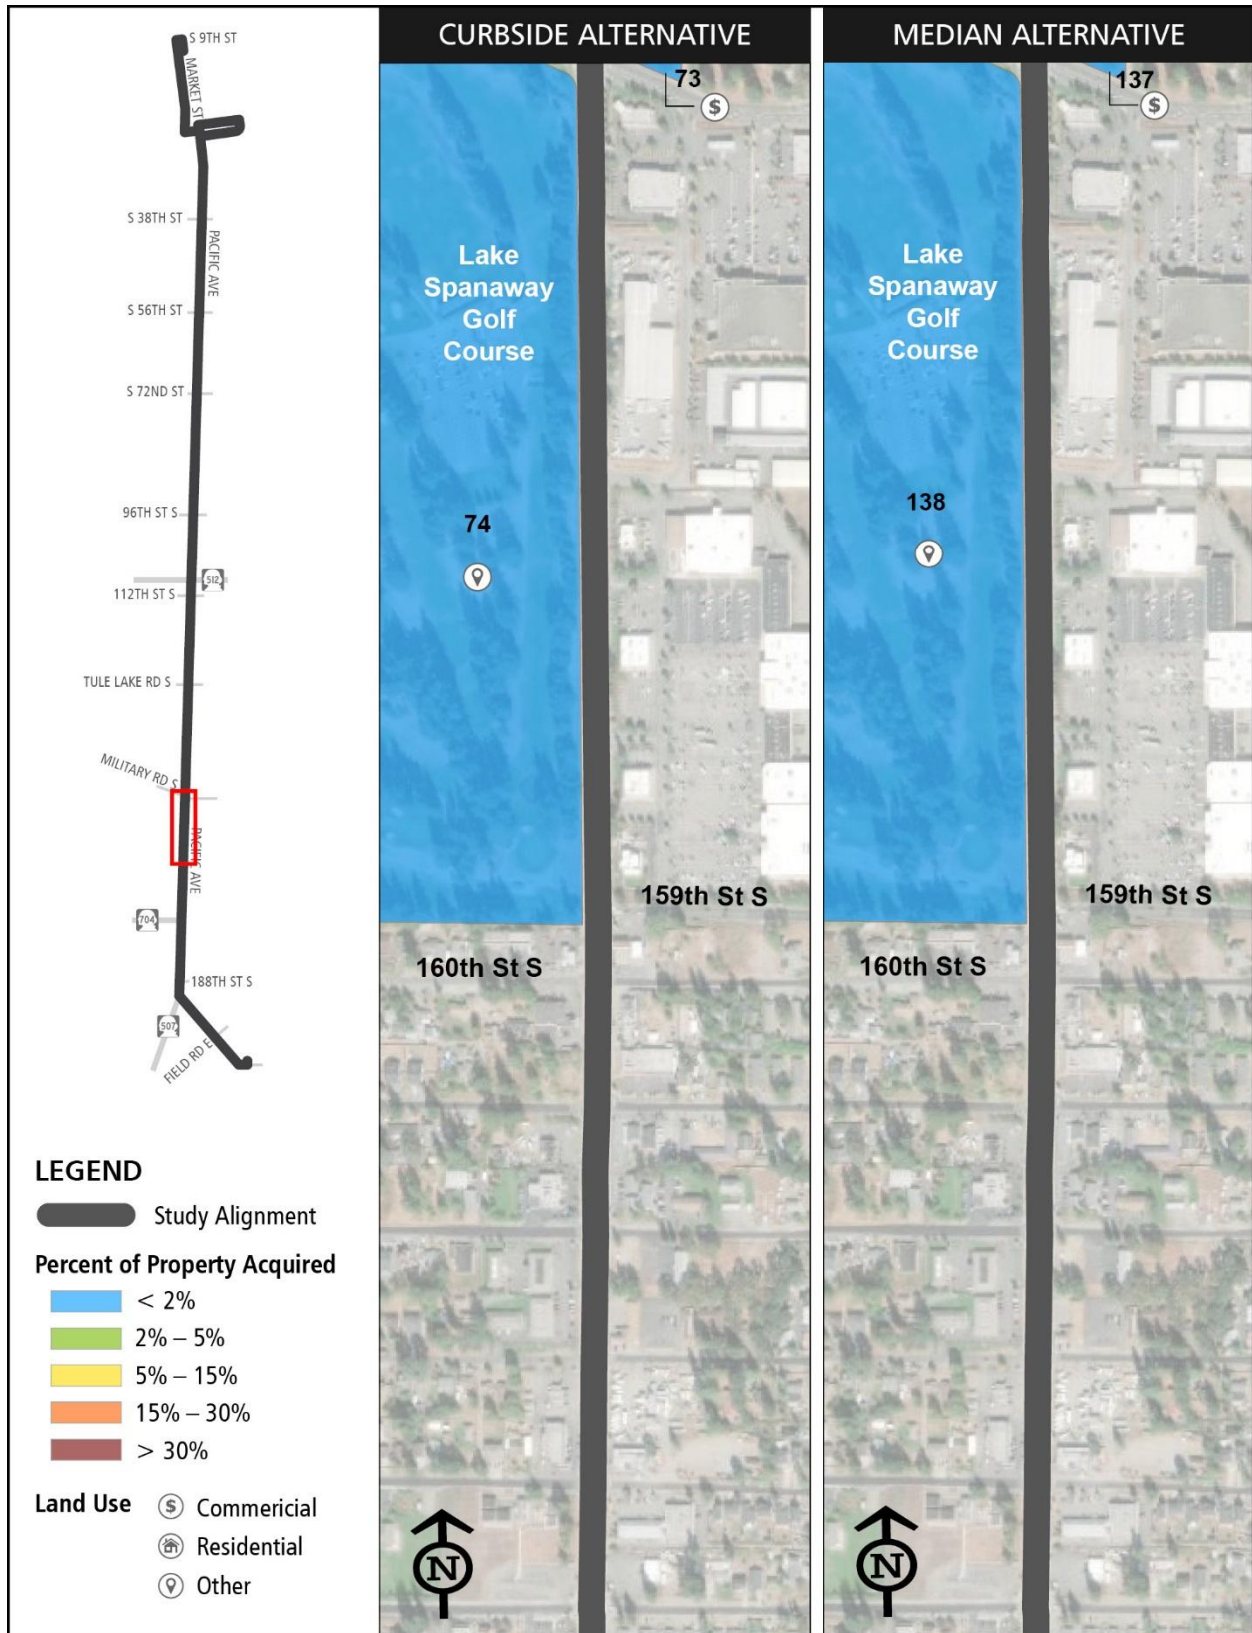 S 9TH ST
MARKET ST
S 38TH ST
PACIFIC AVE
S 56TH ST
S 72ND ST
96TH ST S
512
112TH ST S
TULE LAKE RD S
MILITARY RD S
PACIFIC AVE
704
188TH ST S
507
FIELD RD E
LEGEND
Study Alignment
Percent of Property Acquired
< 2%
2% – 5%
5% – 15%
15% – 30%
> 30%
Land Use
$ Commericial
Residential
Other
CURBSIDE ALTERNATIVE
73
$
Lake
Spanaway
Golf
Course
74
159th St S
160th St S
N
MEDIAN ALTERNATIVE
137
$
Lake
Spanaway
Golf
Course
138
159th St S
160th St S
N